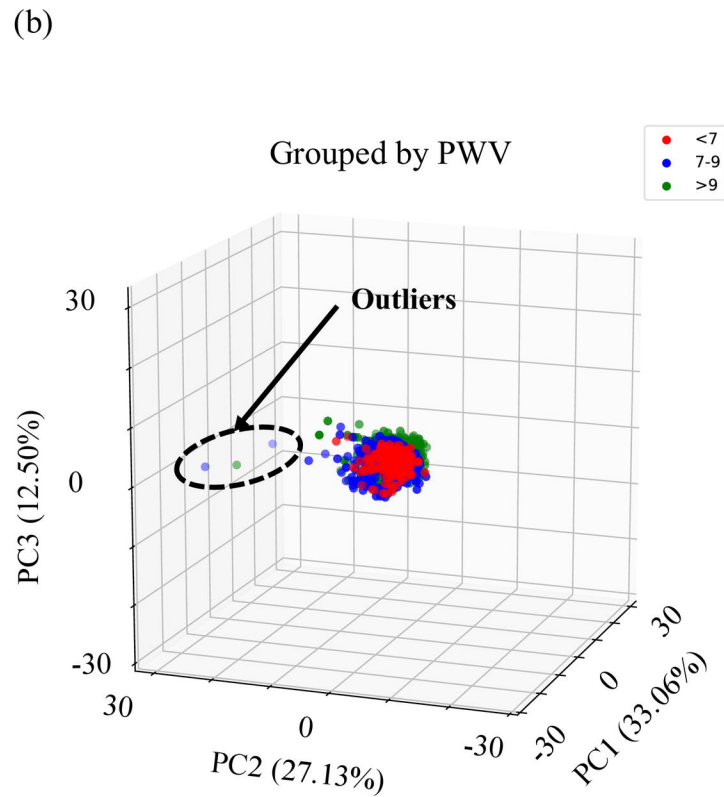 (b)
Grouped by PWV
<7
7-9
>9
Outliers
30
0
-30
PC3 (12.50%)
30
0
-30
PC2 (27.13%)
-30
0
30
PC1 (33.06%)